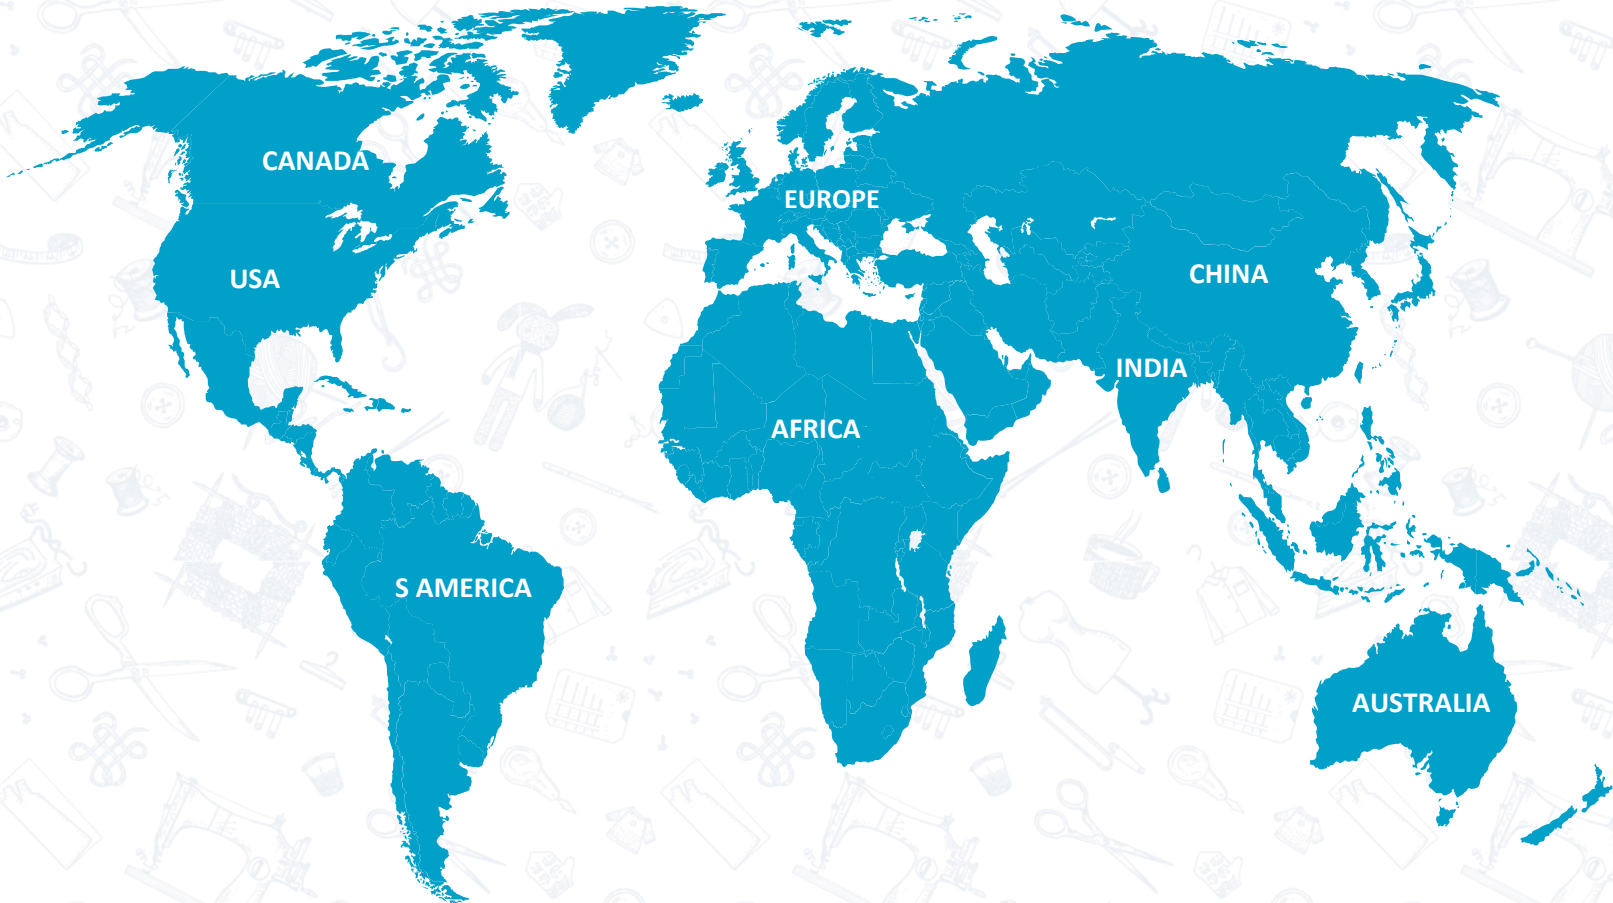 CANADA
EUROPE
USA
CHINA
INDIA
AFRICA
S AMERICA
AUSTRALIA